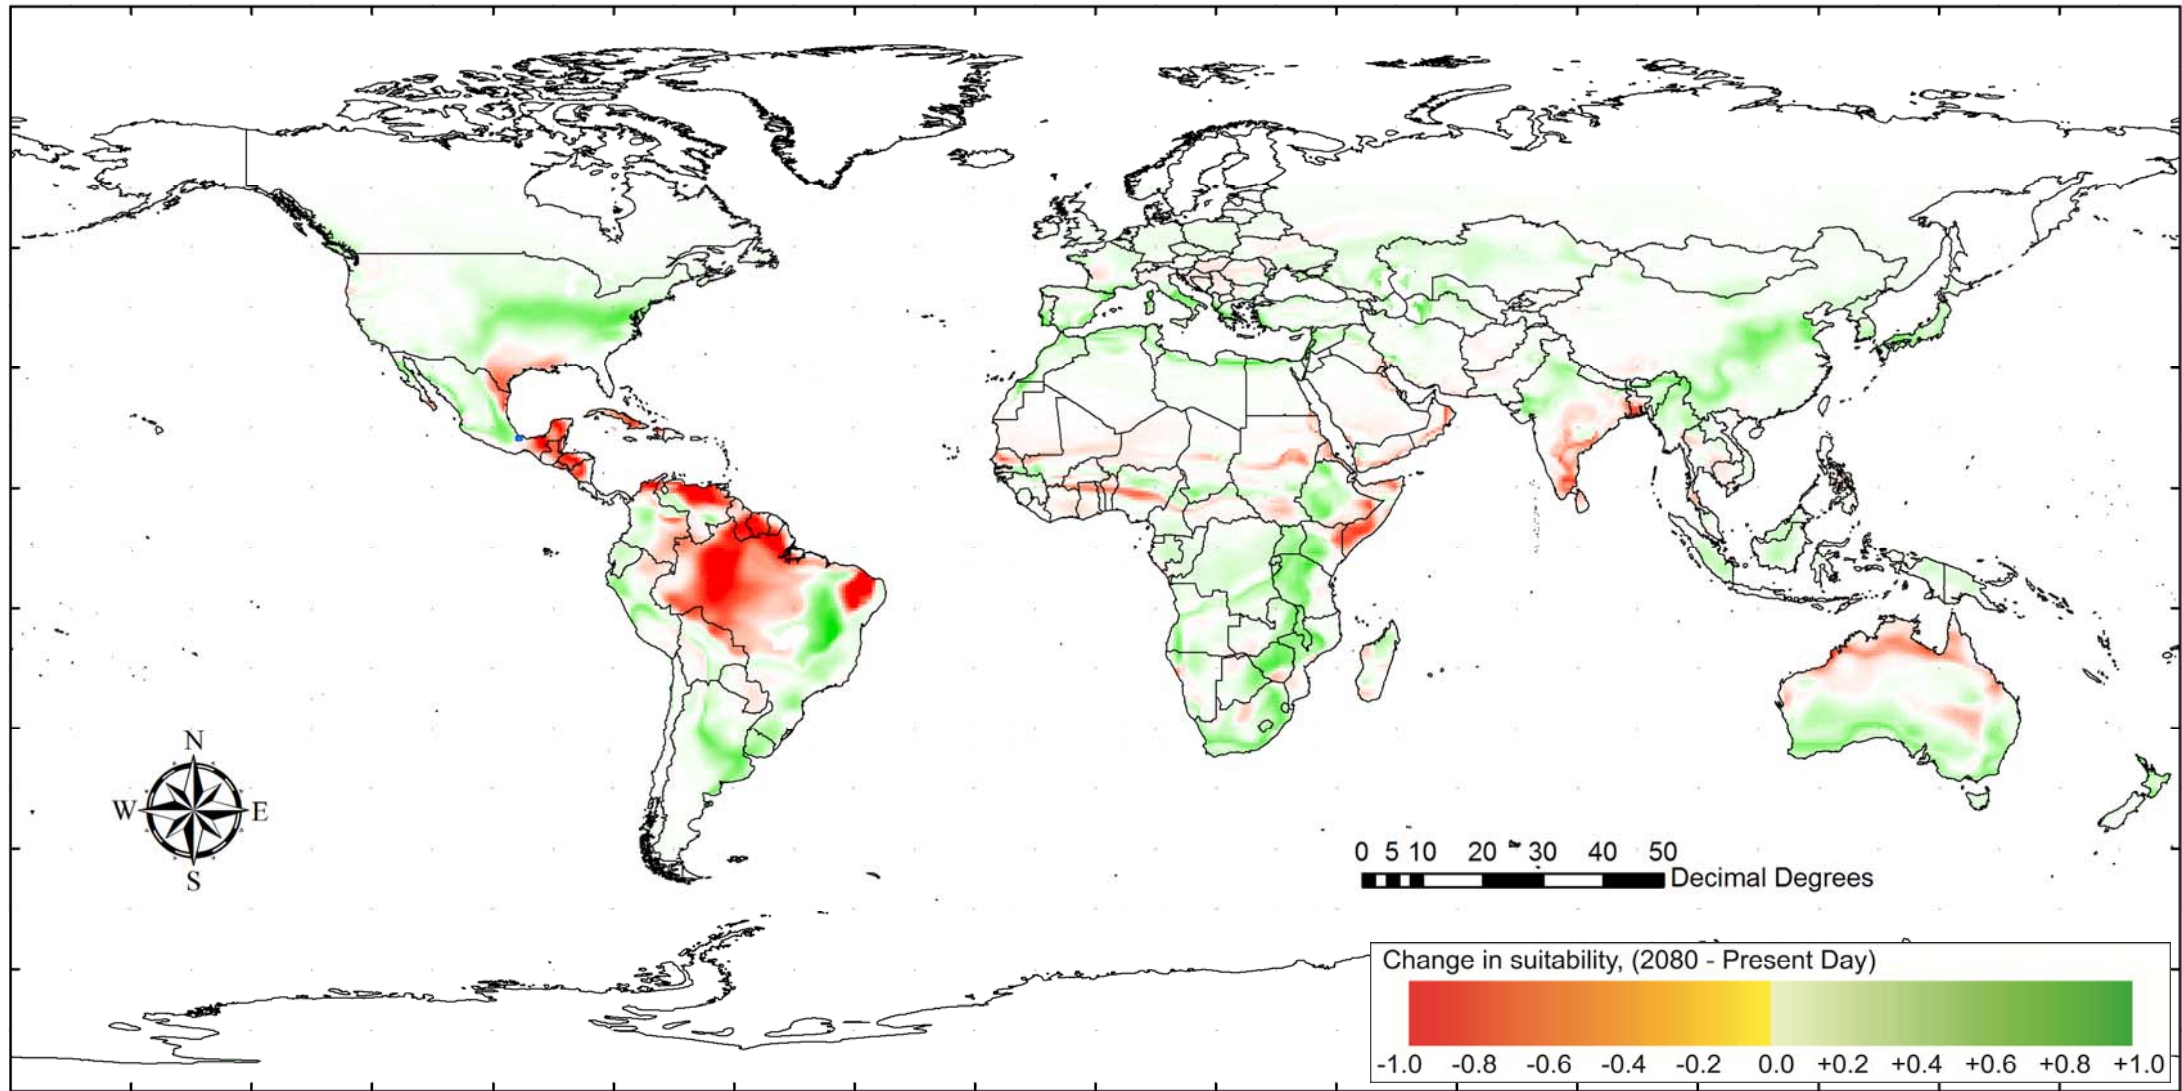 N
W E
S
0 5 10 20 30 40 50
Decimal Degrees
Change in suitability, (2080 - Present Day)
-1.0 -0.8 -0.6 -0.4 -0.2 0.0 +0.2 +0.4 +0.6 +0.8 +1.0